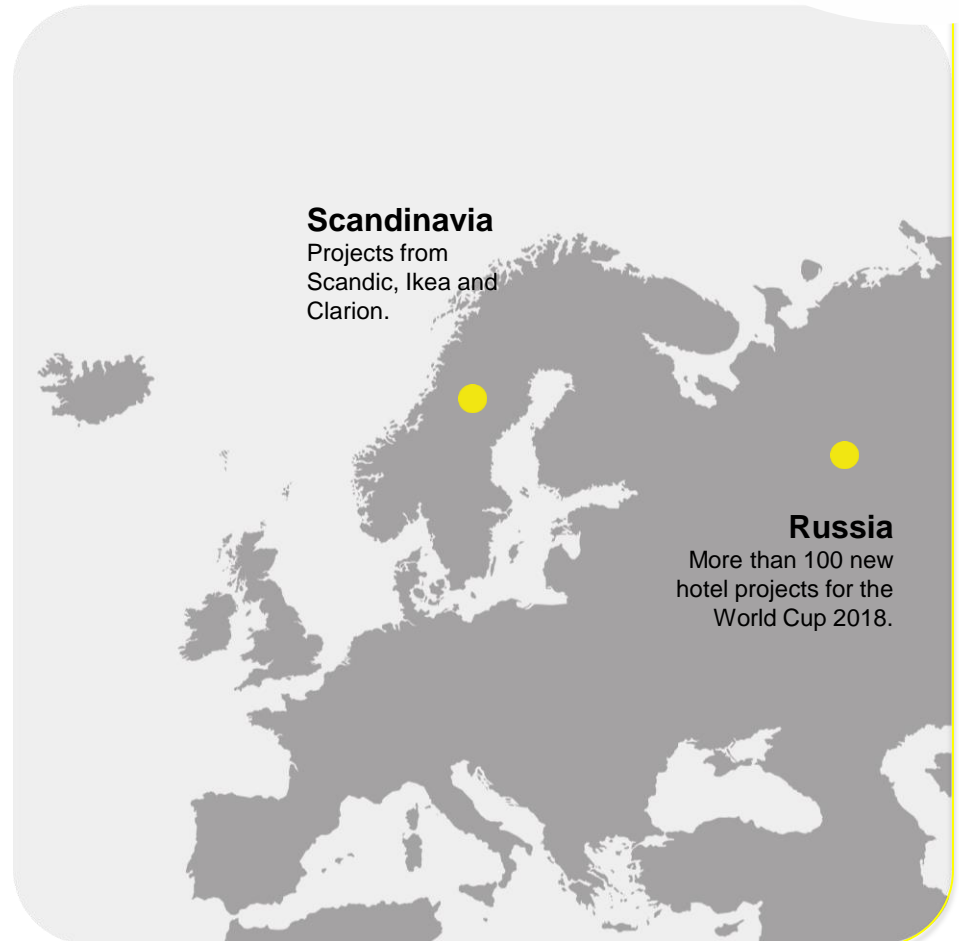 Scandinavia
Projects from
Scandic, Ikea and
Clarion.
Russia
More than 100 new
hotel projects for the
World Cup 2018.